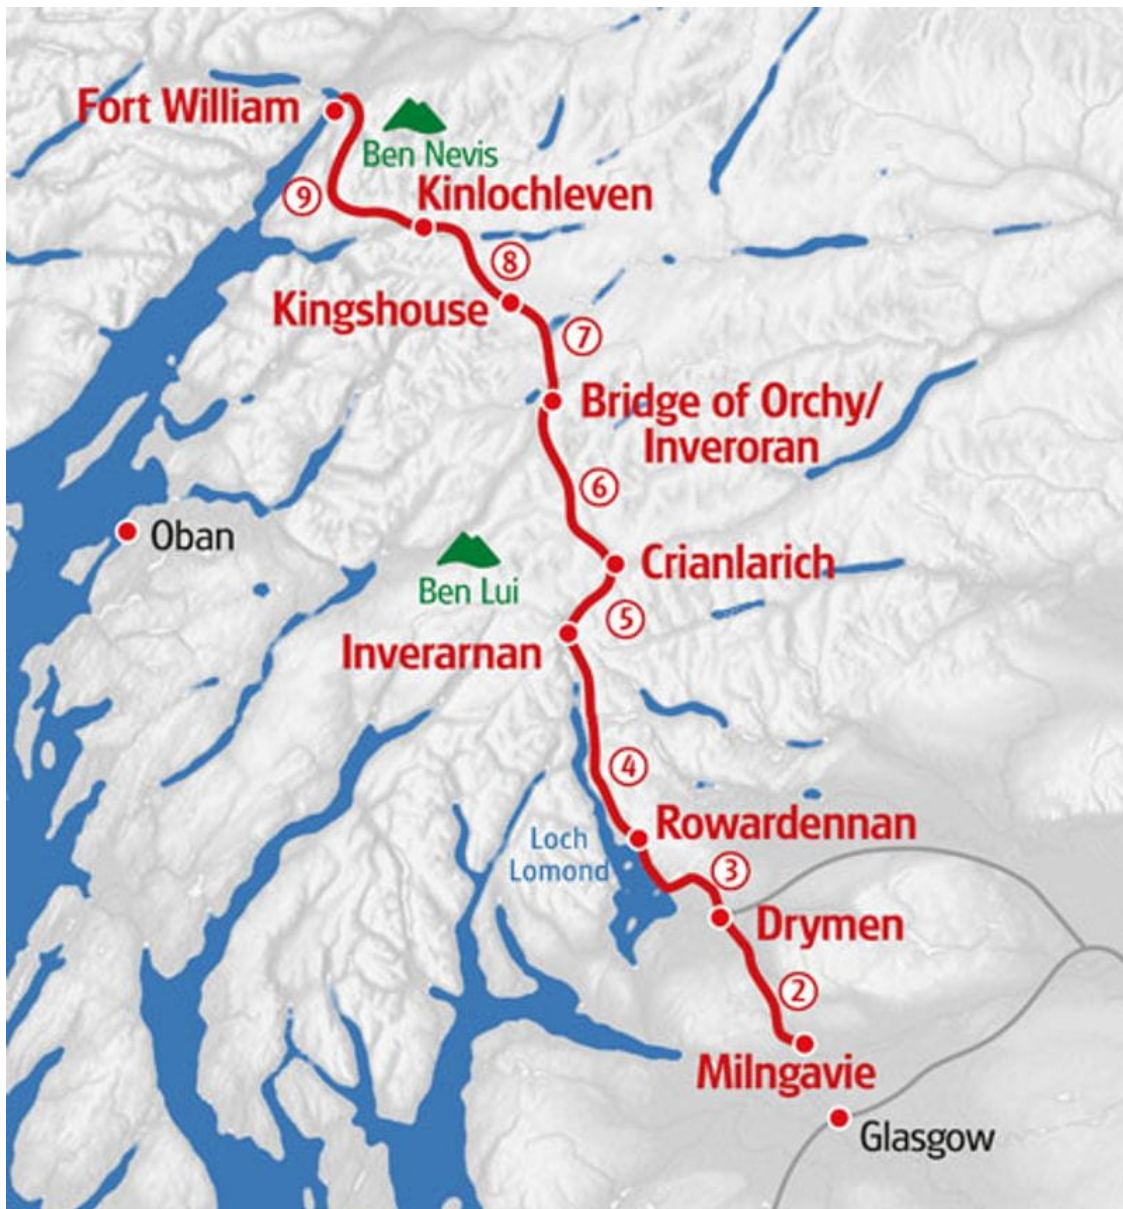 Fort William
Ben Nevis
Kinlochleven
9
8
Kingshouse
7
Bridge of Orchy/
Inveroran
6
Oban
Ben Lui
Crianlarich
5
Inverarnan
4
Rowardennan
Loch
Lomond
3
Drymen
2
Milngavie
Glasgow